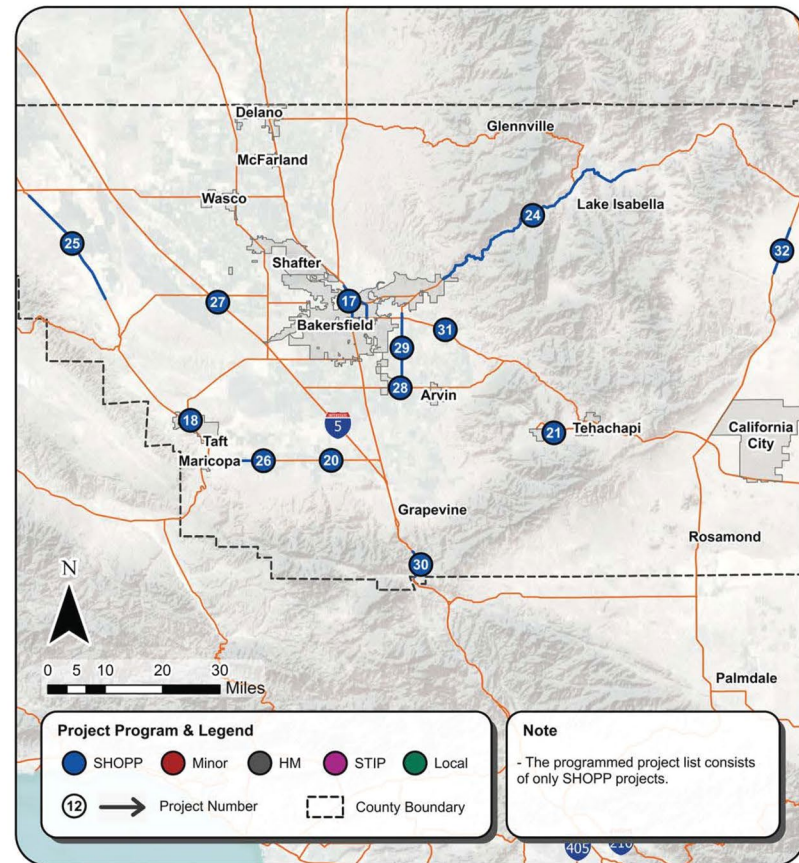 Delano
Glennville
McFarland
Wasco
Lake Isabella
24
25
32
Shafter
27
17
Bakersfield
31
29
28
Arvin
18
Taft
5
21
Tehachapi
California
City
Maricopa
26
20
Grapevine
Rosamond
30
N
0 5 10 20 30
Miles
Palmdale
Project Program & Legend
SHOPP
Minor
HM
STIP
Local
12
Project Number
County Boundary
Note
- The programmed project list consists
of only SHOPP projects.
405
210